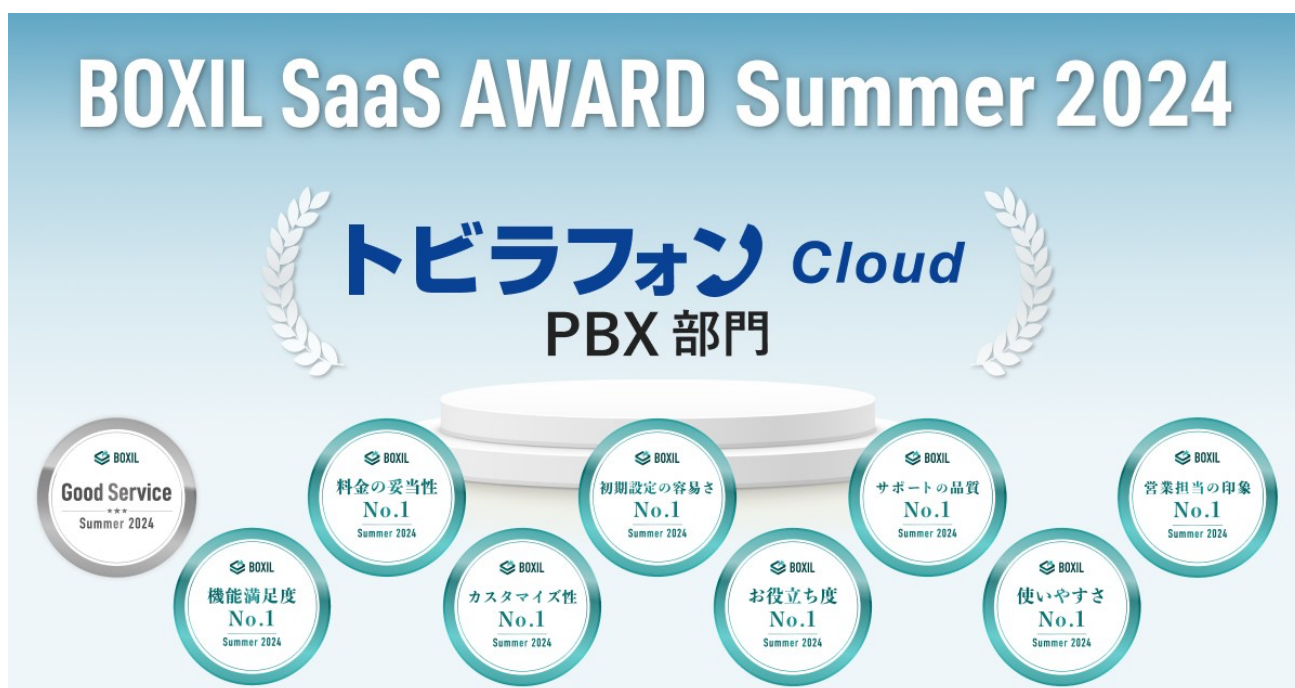 BOXIL SaaS AWARD Summer 2024
トビラフォン Cloud
PBX 部門
BOXIL
Good Service
Summer 2024
BOXIL
料金の妥当性
No.1
Summer 2024
BOXIL
初期設定の容易さ
No.1
Summer 2024
BOXIL
サポートの品質
No.1
Summer 2024
BOXIL
営業担当の印象
No.1
Summer 2024
BOXIL
機能満足度
No.1
Summer 2024
BOXIL
カスタマイズ性
No.1
Summer 2024
BOXIL
お役立ち度
No.1
Summer 2024
BOXIL
使いやすさ
No.1
Summer 2024